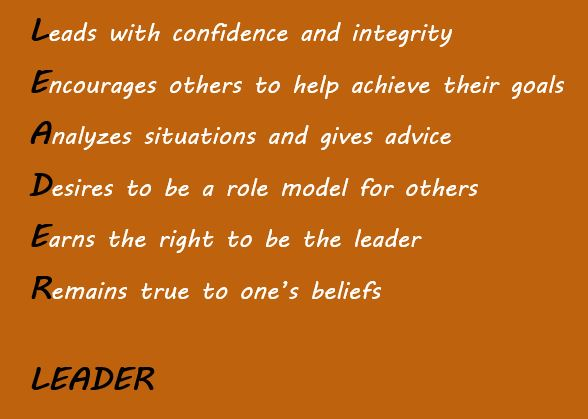 Leads with confidence and integrity
Encourages others to help achieve their goals
Analyzes situations and gives advice
Desires to be a role model for others
Earns the right to be the leader
Remains true to one’s beliefs
LEADER